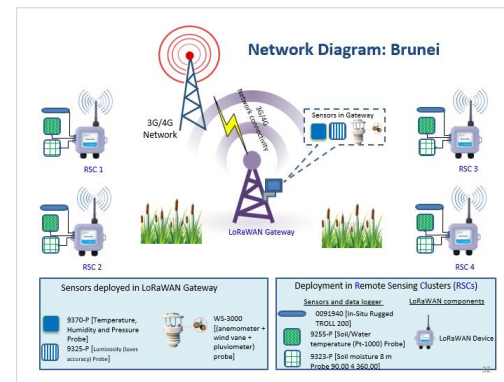 Network Diagram: Brunei
3G/4G
Network
3G/4G
Network connectivity
Sensors in Gateway
RSC 1
RSC 3
RSC 2
RSC 4
LoRaWAN Gateway
Sensors deployed in LoRaWAN Gateway
9370-P [Temperature,
Humidity and Pressure
Probe]
9325-P [Luminosity (luxes
accuracy) Probe]
WS-3000
[(anemometer +
wind vane +
pluviometer)
probe]
Deployment in Remote Sensing Clusters (RSCs)
Sensors and data logger
0091940 [In-Situ Rugged
TROLL 200]
9255-P [Soil/Water
temperature (Pt-1000) Probe]
9323-P [Soil moisture 8 m
Probe 90,00 4 360,00]
LoRaWAN components
LoRaWAN Device
32